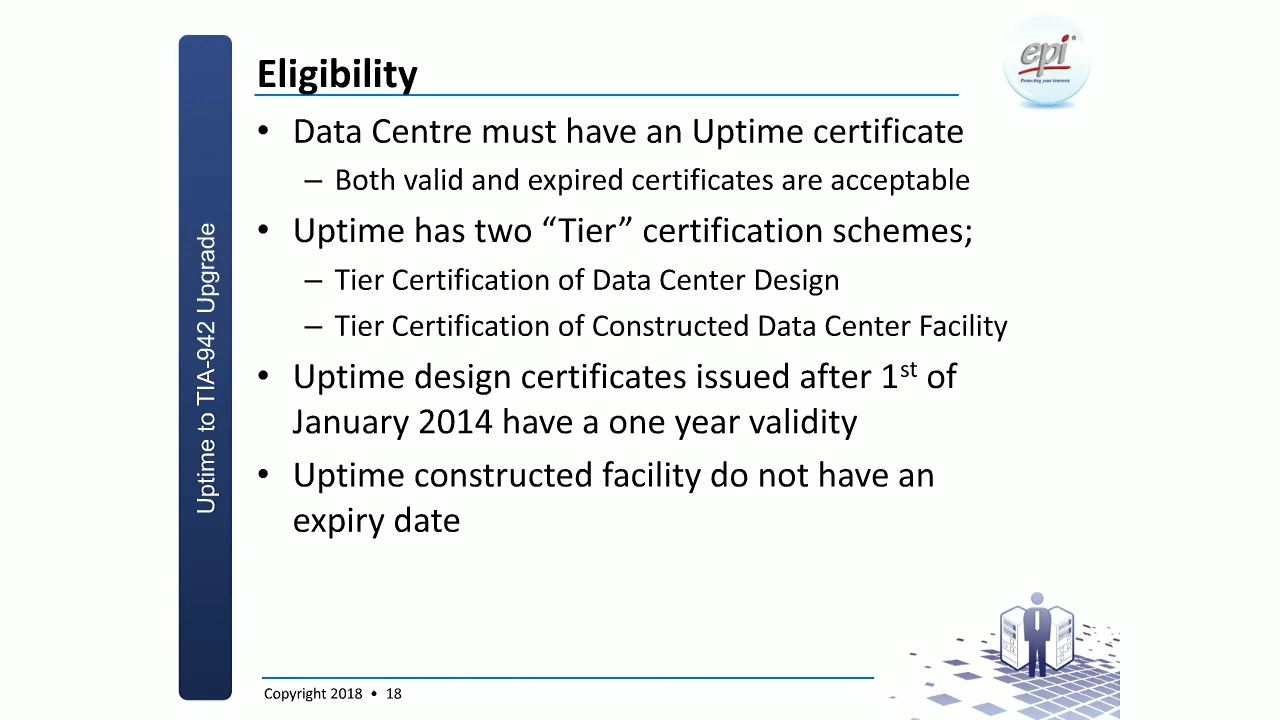 Eligibility
epi®
Protecting your interests
• Data Centre must have an Uptime certificate
– Both valid and expired certificates are acceptable
• Uptime has two “Tier” certification schemes;
– Tier Certification of Data Center Design
– Tier Certification of Constructed Data Center Facility
• Uptime design certificates issued after 1st of
January 2014 have a one year validity
• Uptime constructed facility do not have an
expiry date
Uptime to TIA-942 Upgrade
Copyright 2018 • 18